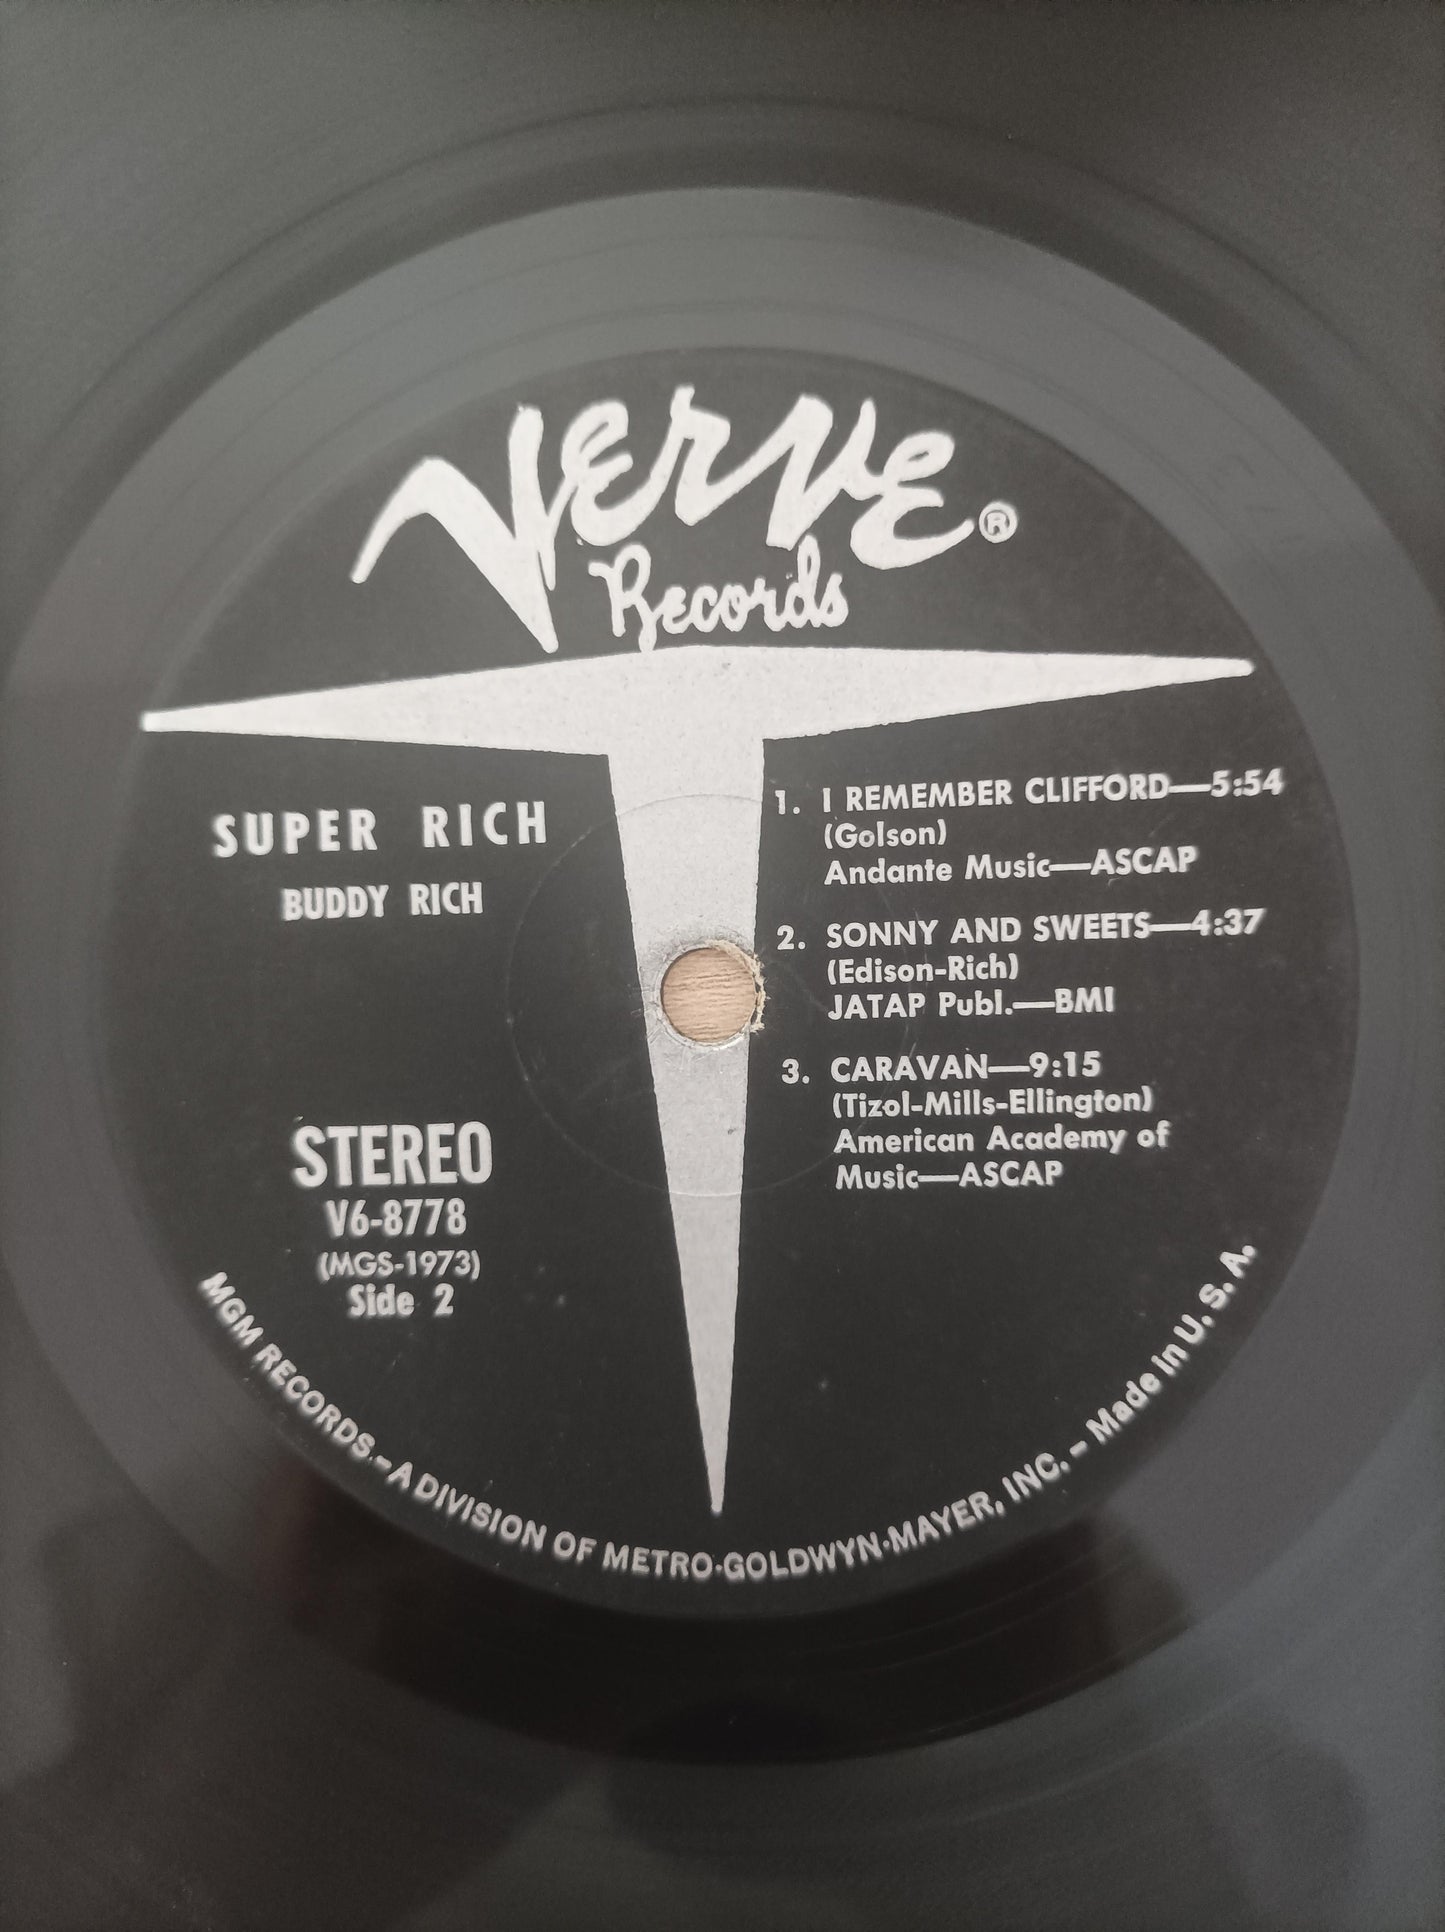 Verve®
Records
SUPER RICH
BUDDY RICH
1. I REMEMBER CLIFFORD—5:54
(Golson)
Andante Music—ASCAP
2. SONNY AND SWEETS—4:37
(Edison-Rich)
JATAP Publ.—BMI
3. CARAVAN—9:15
(Tizol-Mills-Ellington)
American Academy of
Music—ASCAP
STEREO
V6-8778
(MGS-1973)
Side 2
MGM RECORDS.–A DIVISION OF METRO·GOLDWYN·MAYER, INC. – Made in U. S. A.